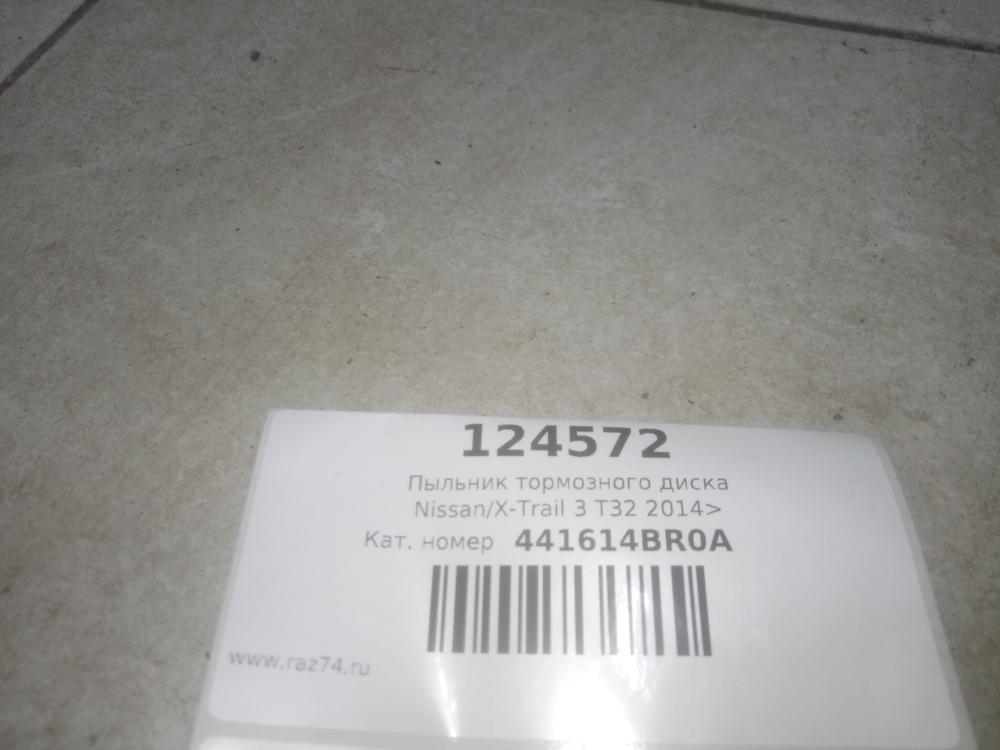 124572
Пыльник тормозного диска
Nissan/X-Trail 3 T32 2014>
Кат. номер 441614BR0A
www.raz74.ru